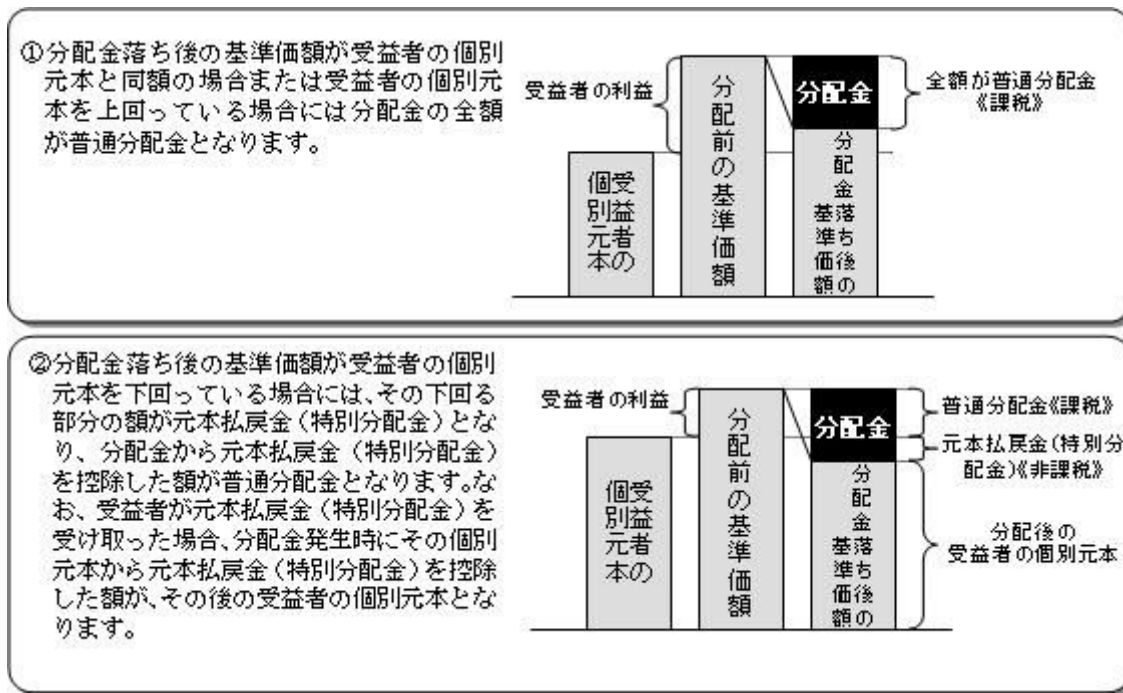 ①分配金落ち後の基準価額が受益者の個別
元本と同額の場合または受益者の個別元
本を上回っている場合には分配金の全額
が普通分配金となります。
受益者の利益
受益者の
個別元本
分配前の基準価額
分配金
分配金落ち後の
基準価額
全額が普通分配金
《課税》
②分配金落ち後の基準価額が受益者の個別
元本を下回っている場合には、その下回る
部分の額が元本払戻金(特別分配金)とな
り、分配金から元本払戻金(特別分配金)
を控除した額が普通分配金となります。な
お、受益者が元本払戻金(特別分配金)を
受け取った場合、分配金発生時にその個別
元本から元本払戻金(特別分配金)を控除
した額が、その後の受益者の個別元本とな
ります。
受益者の利益
受益者の
個別元本
分配前の基準価額
分配金
分配金落ち後の
基準価額
普通分配金《課税》
元本払戻金(特別分
配金)《非課税》
分配後の
受益者の個別元本